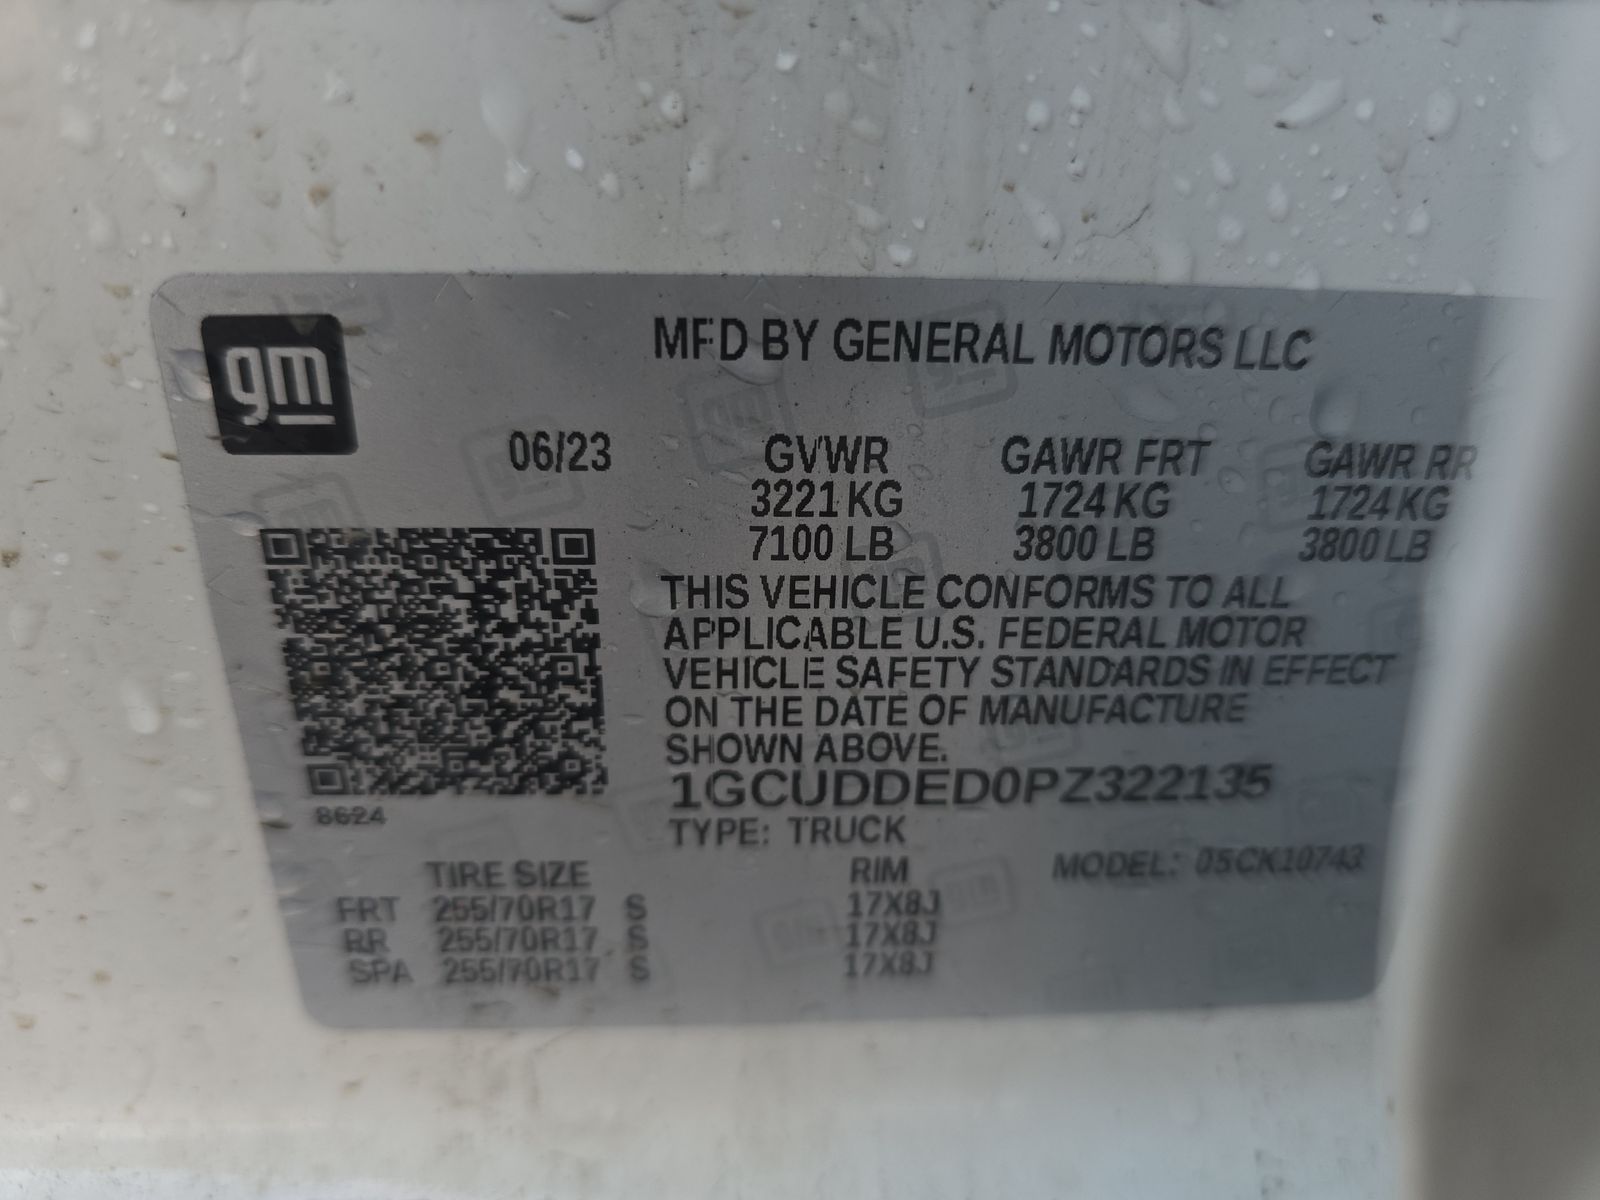 gm
MFD BY GENERAL MOTORS LLC
06/23 GVWR GAWR FRT GAWR RR
3221 KG 1724 KG 1724 KG
7100 LB 3800 LB 3800 LB
THIS VEHICLE CONFORMS TO ALL
APPLICABLE U.S. FEDERAL MOTOR
VEHICLE SAFETY STANDARDS IN EFFECT
ON THE DATE OF MANUFACTURE
SHOWN ABOVE.
1GCUDDED0PZ322135
8624
TYPE: TRUCK
MODEL: 05CK10743
TIRE SIZE RIM
FRT 255/70R17 S 17X8J
RR 255/70R17 S 17X8J
SPA 255/70R17 S 17X8J